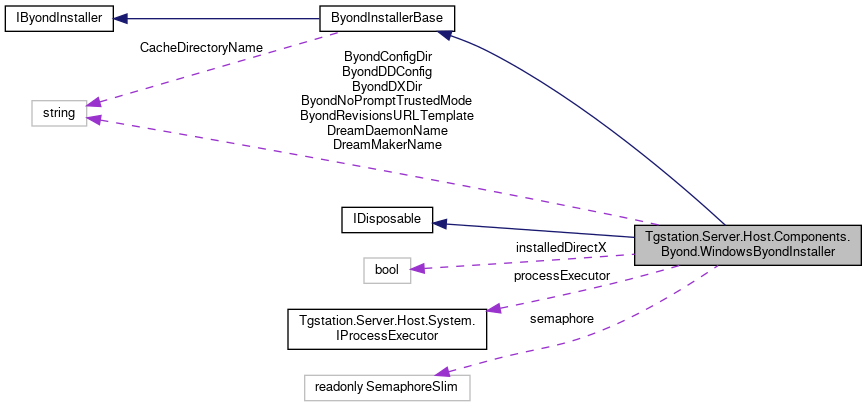 IByondInstaller
ByondInstallerBase
CacheDirectoryName
ByondConfigDir
ByondDDConfig
ByondDXDir
ByondNoPromptTrustedMode
ByondRevisionsURLTemplate
DreamDaemonName
DreamMakerName
string
IDisposable
Tgstation.Server.Host.Components.
Byond.WindowsByondInstaller
installedDirectX
bool
processExecutor
Tgstation.Server.Host.System.
IProcessExecutor
semaphore
readonly SemaphoreSlim